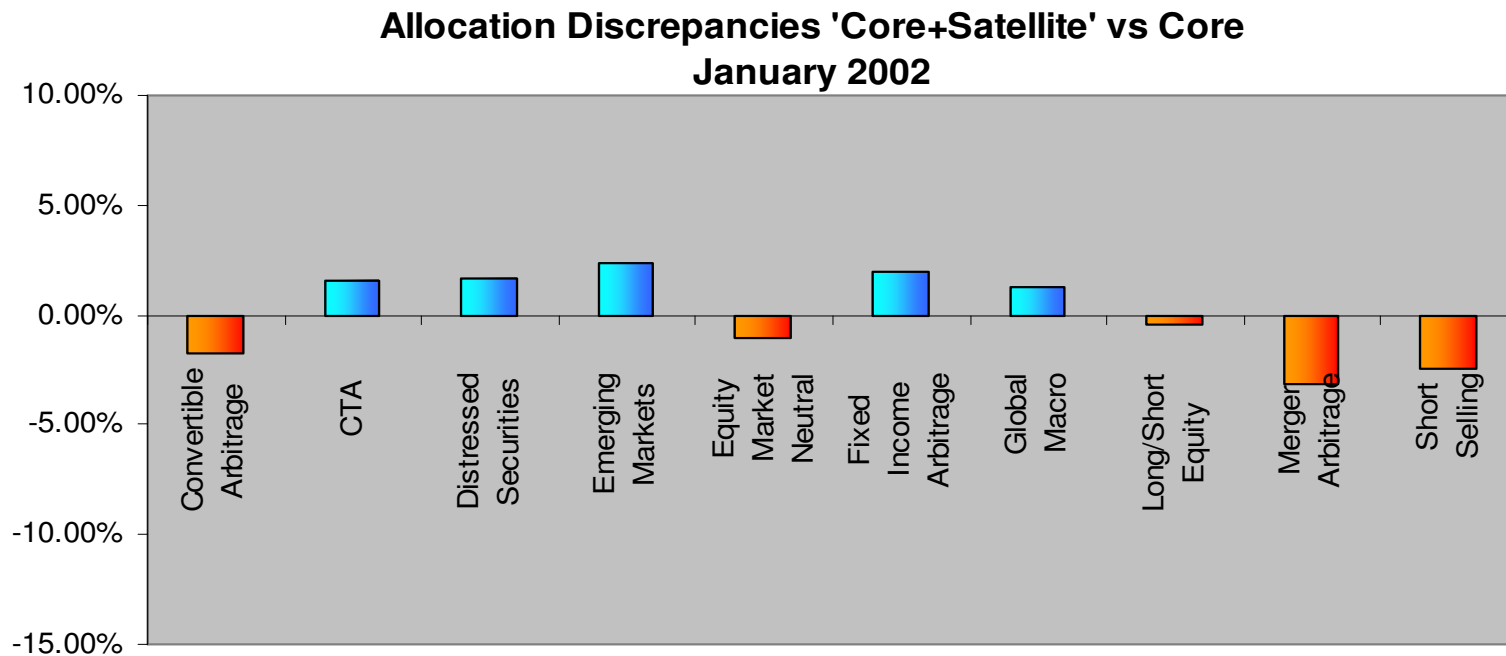 Allocation Discrepancies 'Core+Satellite' vs Core
January 2002
10.00%
5.00%
0.00%
-5.00%
-10.00%
-15.00%
Convertible
Arbitrage
CTA
Distressed
Securities
Emerging
Markets
Equity
Market
Neutral
Fixed
Income
Arbitrage
Global
Macro
Long/Short
Equity
Merger
Arbitrage
Short
Selling